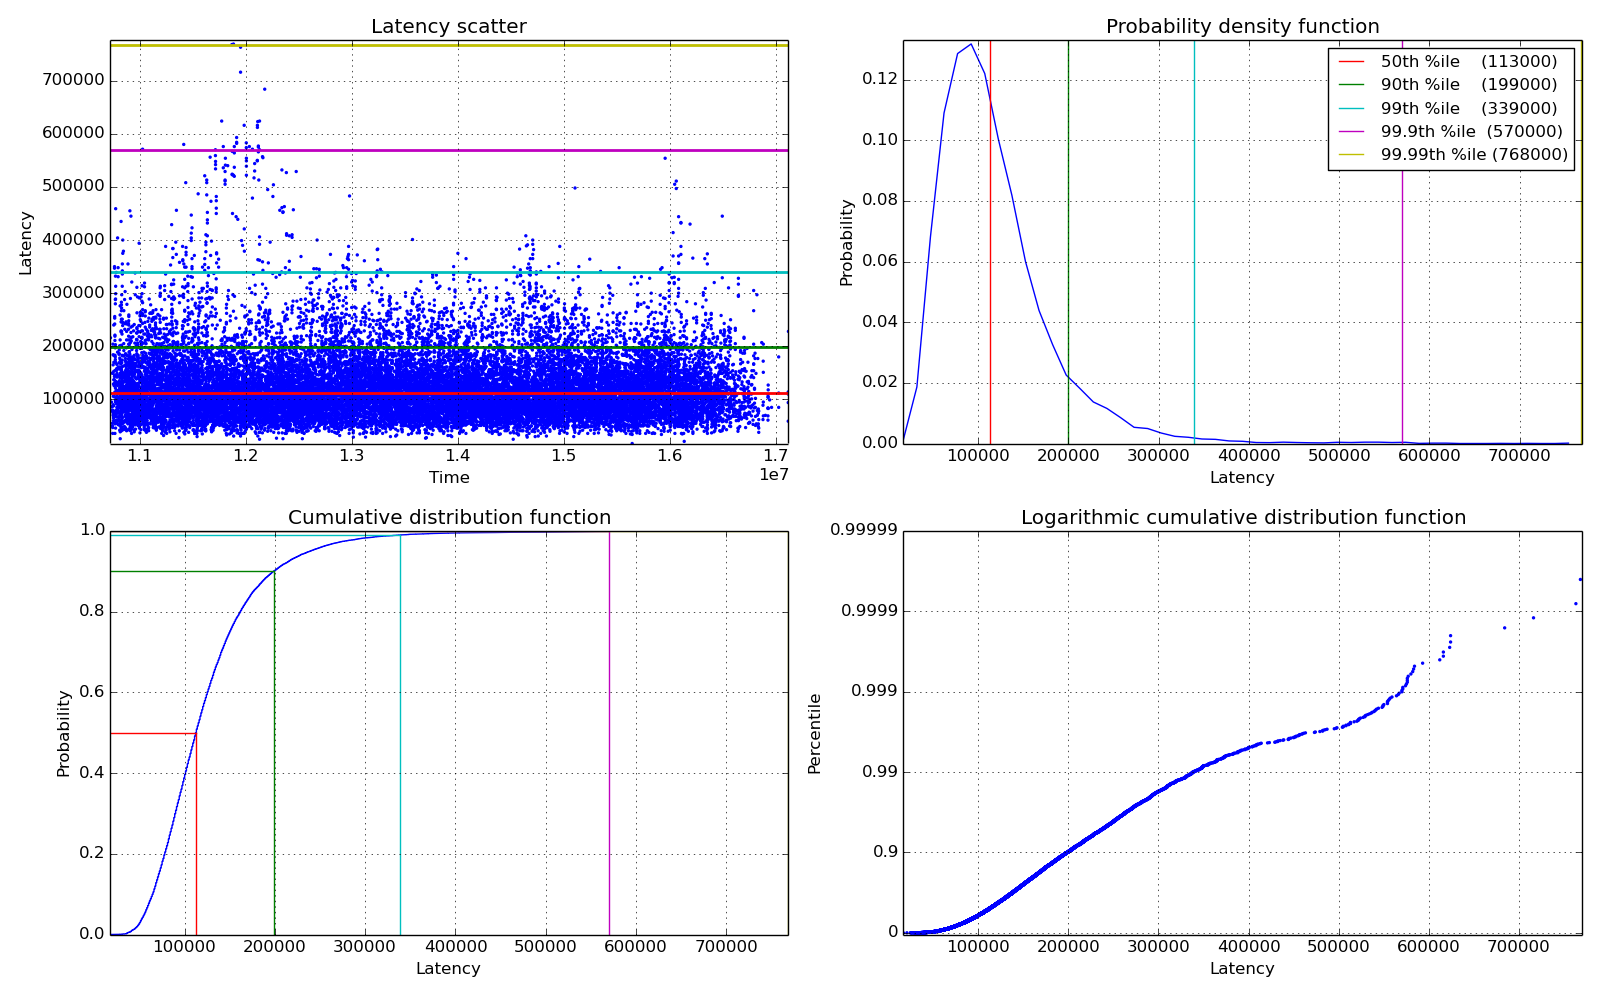 Latency scatter
700000
600000
500000
400000
300000
200000
100000
Latency
1.1 1.2 1.3 1.4 1.5 1.6 1.7
1e7
Time
Probability density function
0.12
0.10
0.08
0.06
0.04
0.02
0.00
Probability
50th %ile (113000)
90th %ile (199000)
99th %ile (339000)
99.9th %ile (570000)
99.99th %ile (768000)
100000 200000 300000 400000 500000 600000 700000
Latency
Cumulative distribution function
1.0
0.8
0.6
0.4
0.2
0.0
Probability
100000 200000 300000 400000 500000 600000 700000
Latency
Logarithmic cumulative distribution function
0.99999
0.9999
0.999
0.99
0.9
0
Percentile
100000 200000 300000 400000 500000 600000 700000
Latency